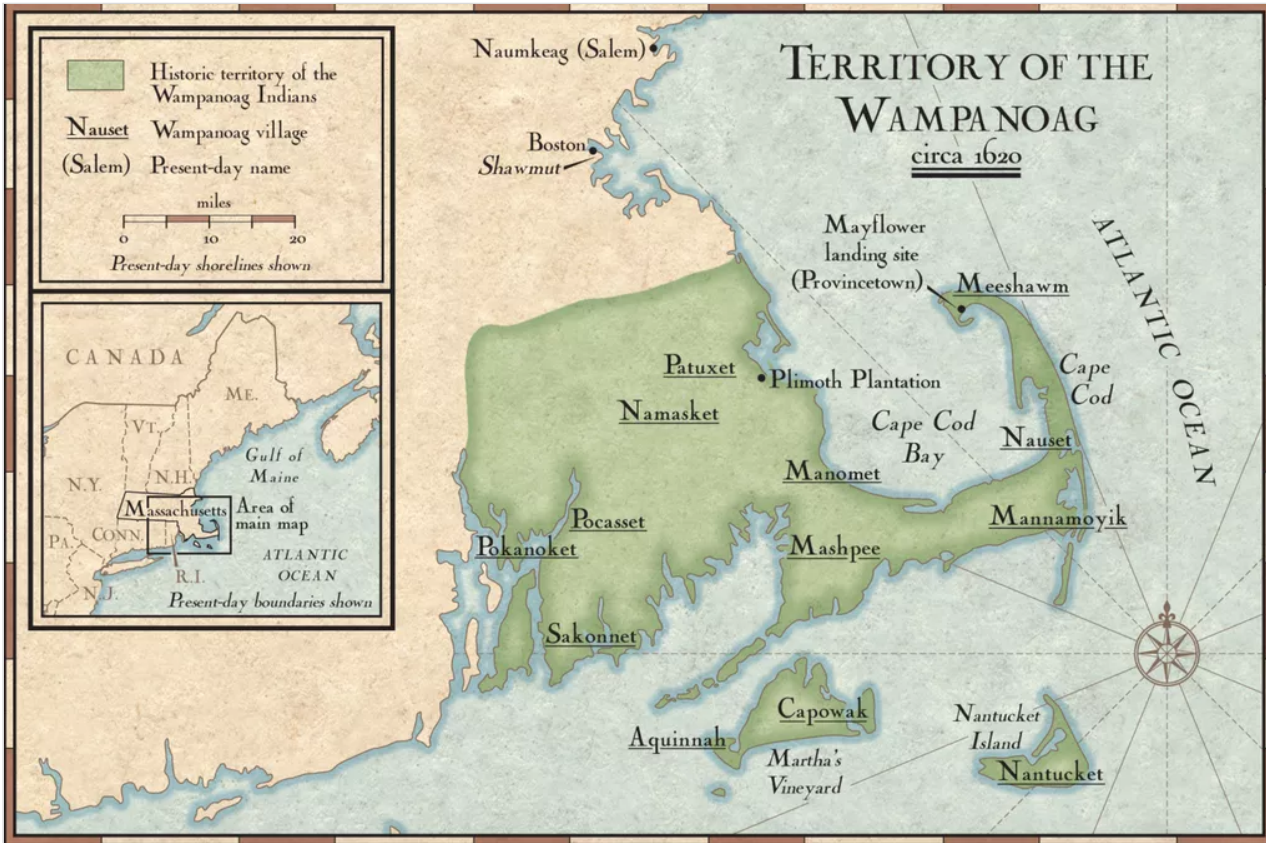 Historic territory of the
Wampanoag Indians
Nauset Wampanoag village
(Salem) Present-day name
miles
0 10 20
Present-day shorelines shown
CANADA
ME.
VT.
N.H.
N.Y.
Gulf of
Maine
Massachusetts
Area of
main map
CONN.
PA.
R.I.
N.J.
ATLANTIC
OCEAN
Present-day boundaries shown
TERRITORY OF THE
WAMPANOAG
circa 1620
Naumkeag (Salem)
Boston
Shawmut
Mayflower
landing site
(Provincetown)
Meeshawm
ATLANTIC OCEAN
Cape
Cod
Patuxet
Plimoth Plantation
Namasket
Cape Cod
Bay
Nauset
Manomet
Pocasset
Mannamoyik
Pokanoket
Mashpee
Sakonnet
Capowak
Aquinnah
Martha's
Vineyard
Nantucket
Island
Nantucket